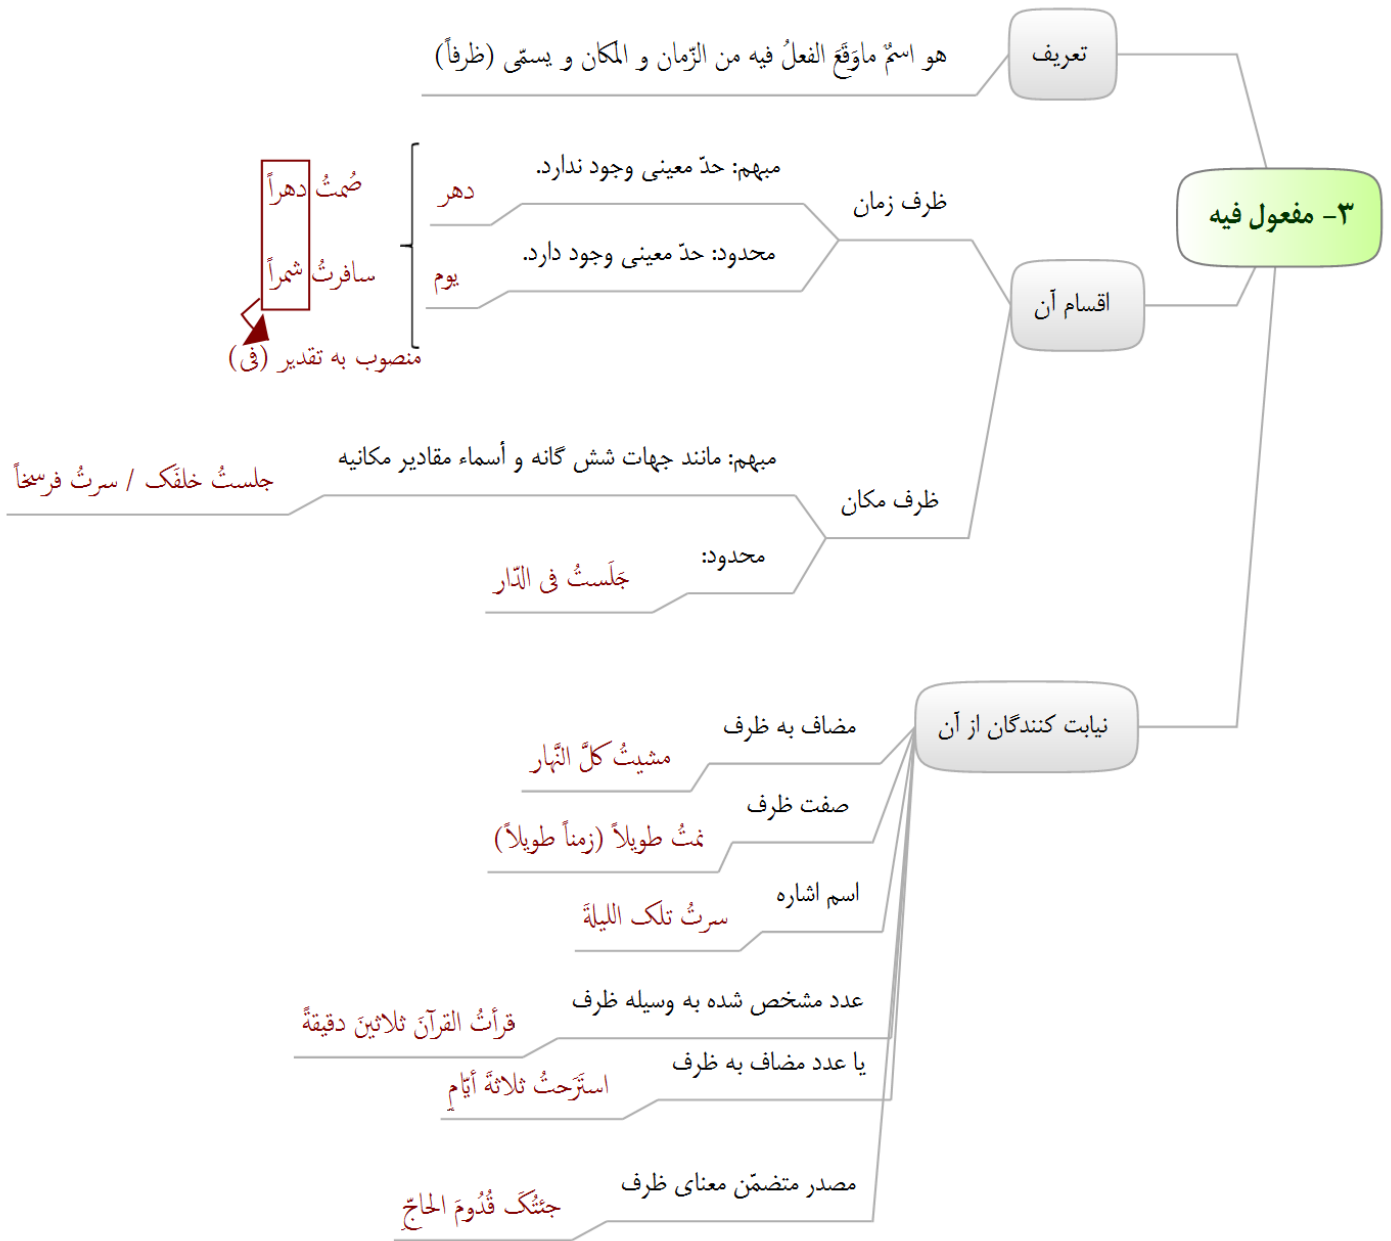 ۳- مفعول فیه
تعریف
هو اسمٌ ماوَقَعَ الفعلُ فیه من الزّمان و المکان و یسمّی (ظرفاً)
اقسام آن
ظرف زمان
مبهم: حدّ معینی وجود ندارد.
دهر
محدود: حدّ معینی وجود دارد.
یوم
صُمتُ دهراً
سافرتُ شمراً
منصوب به تقدیر (فی)
ظرف مکان
مبهم: مانند جهات شش گانه و أسماء مقادیر مکانیه
جلستُ خلفَک / سرتُ فرسخاً
محدود:
جَلَستُ فی الدّار
نیابت کنندگان از آن
مضاف به ظرف
مشیتُ کلَّ النَّهار
صفت ظرف
نمتُ طویلاً (زمناً طویلاً)
اسم اشاره
سرتُ تلک اللیلةَ
عدد مشخص شده به وسیله ظرف
قرأتُ القرآنَ ثلاثینَ دقیقةً
یا عدد مضاف به ظرف
استَرَحتُ ثلاثةَ أیّامٍ
مصدر متضمّن معنای ظرف
جئتُکَ قُدُومَ الحاجِّ